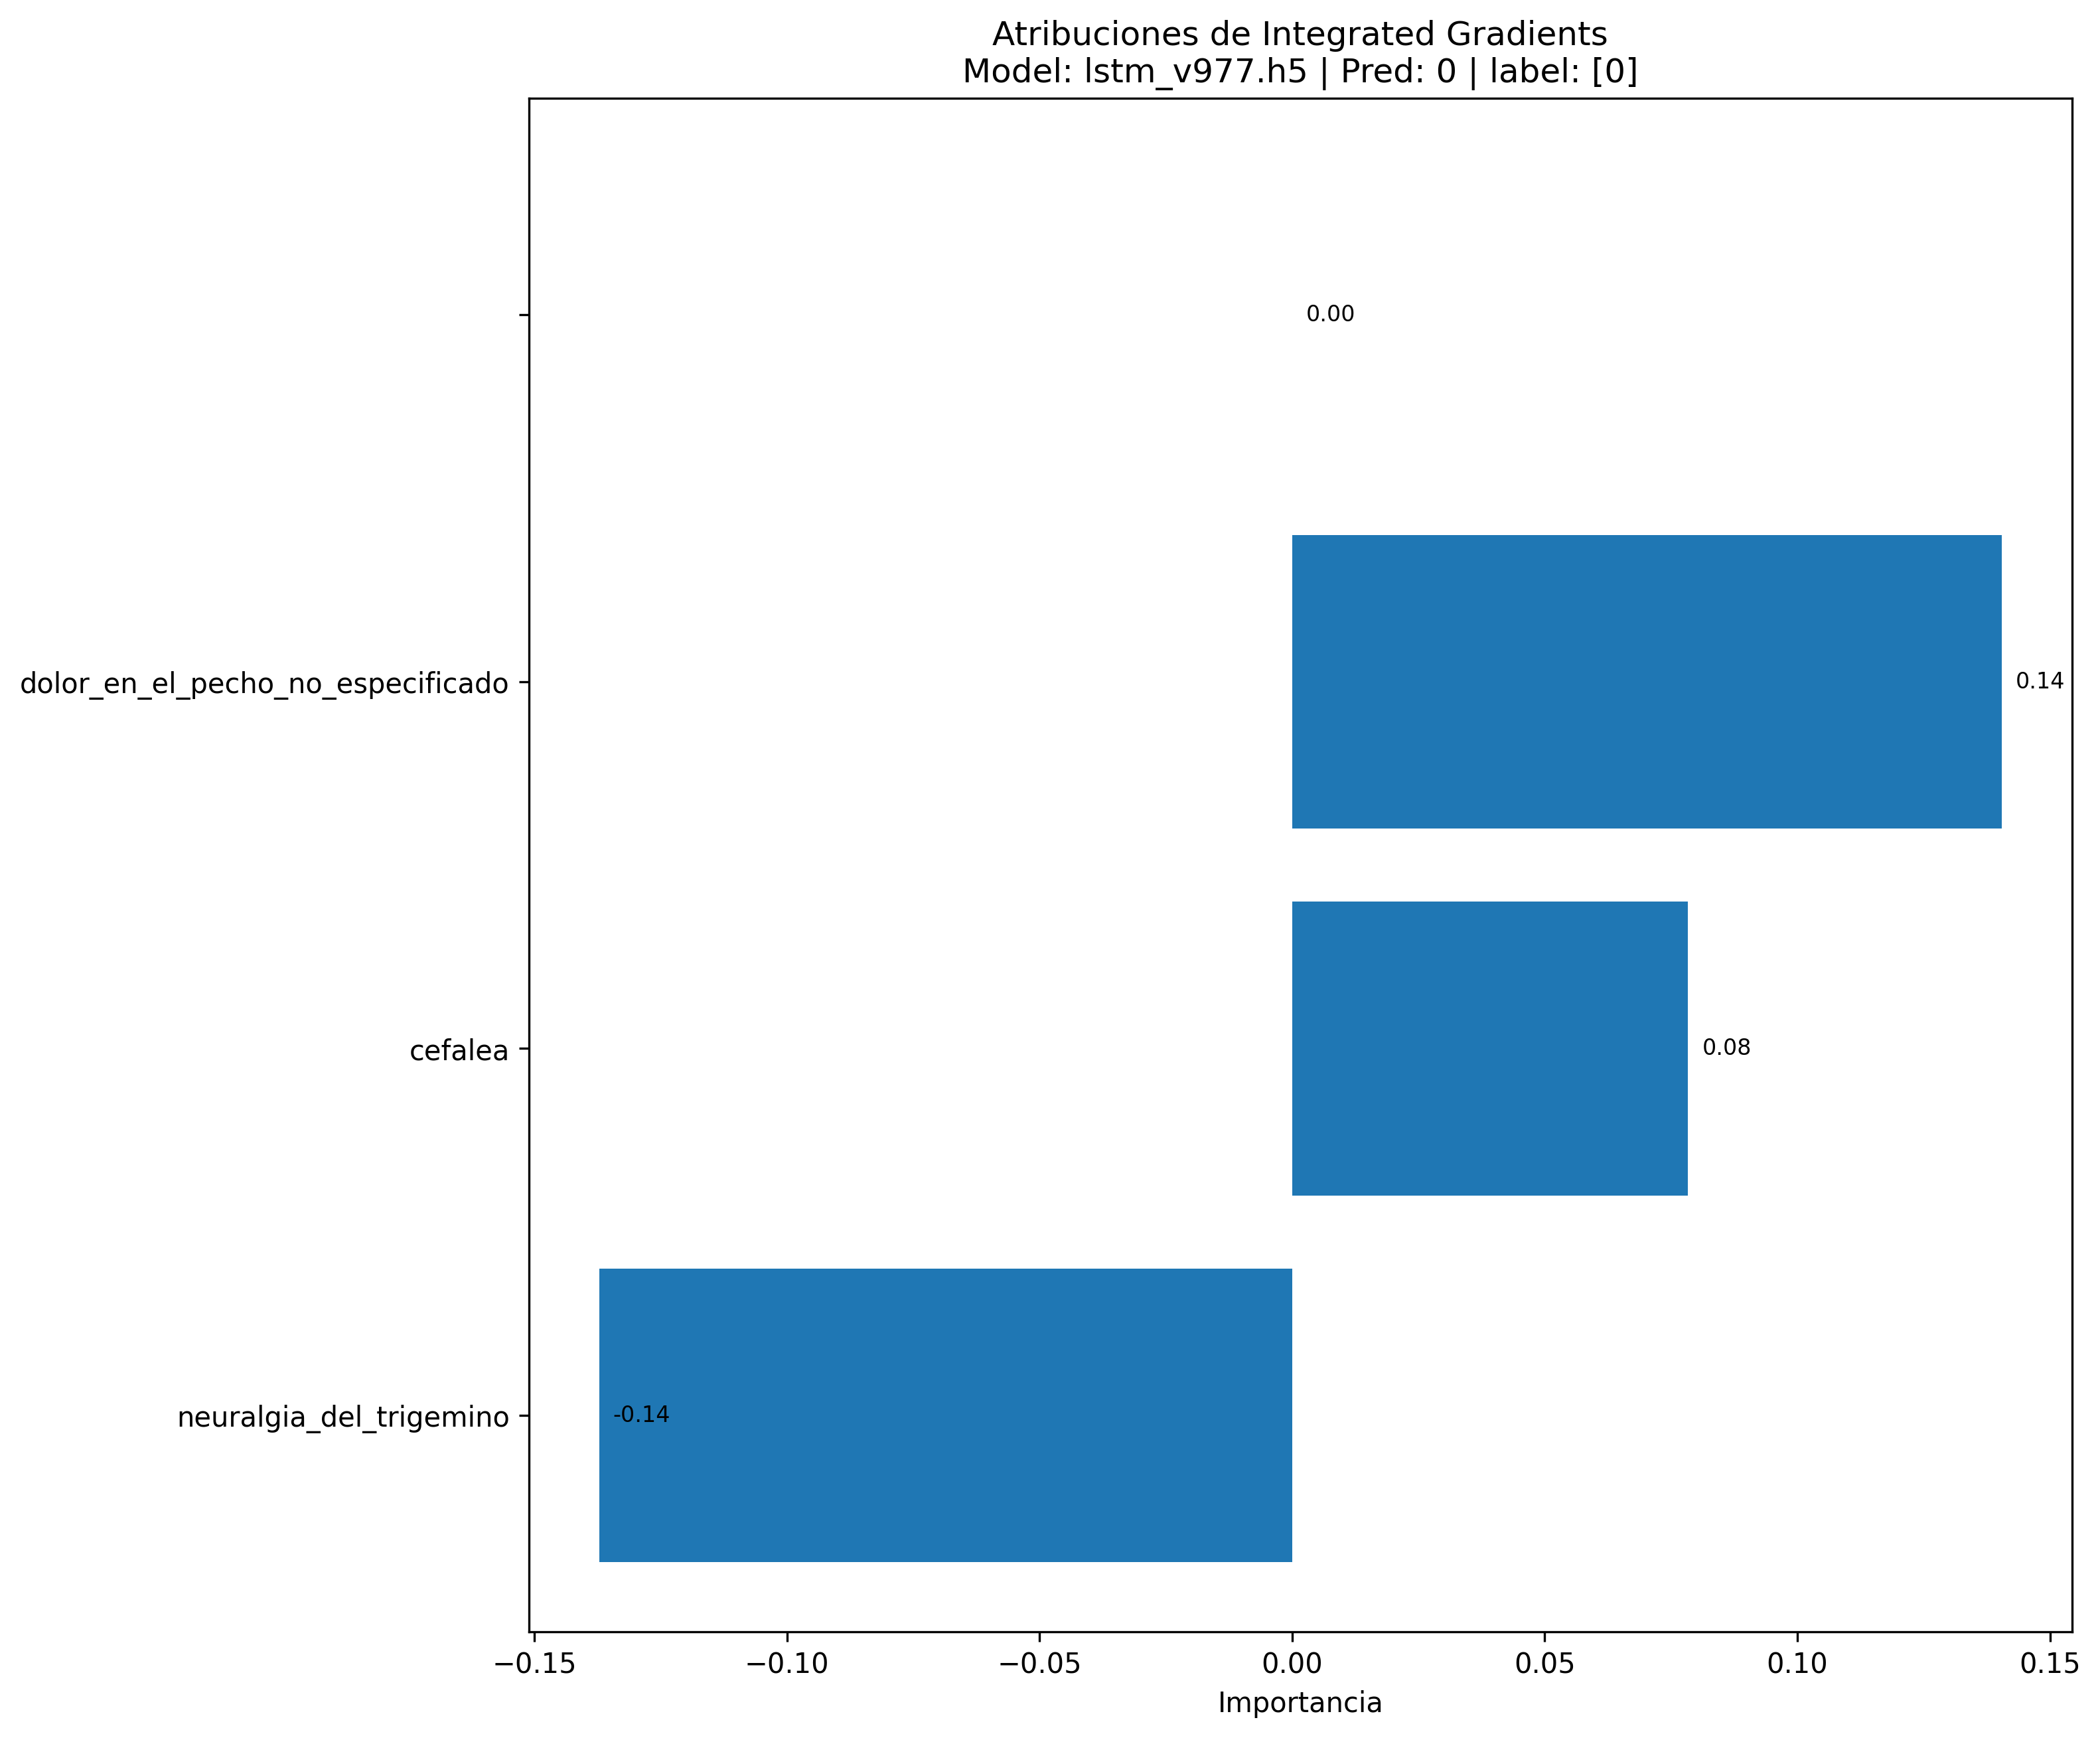 Atribuciones de Integrated Gradients
Model: lstm_v977.h5 | Pred: 0 | label: [0]
0.00
dolor_en_el_pecho_no_especificado
0.14
cefalea
0.08
neuralgia_del_trigemino
-0.14
−0.15 −0.10 −0.05 0.00 0.05 0.10 0.15
Importancia